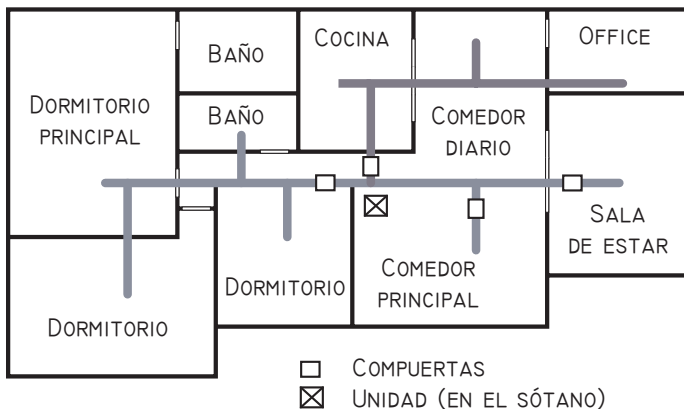 BAÑO
COCINA
OFFICE
DORMITORIO
PRINCIPAL
BAÑO
COMEDOR
DIARIO
SALA
DE ESTAR
DORMITORIO
COMEDOR
PRINCIPAL
DORMITORIO
COMPUERTAS
UNIDAD (EN EL SÓTANO)